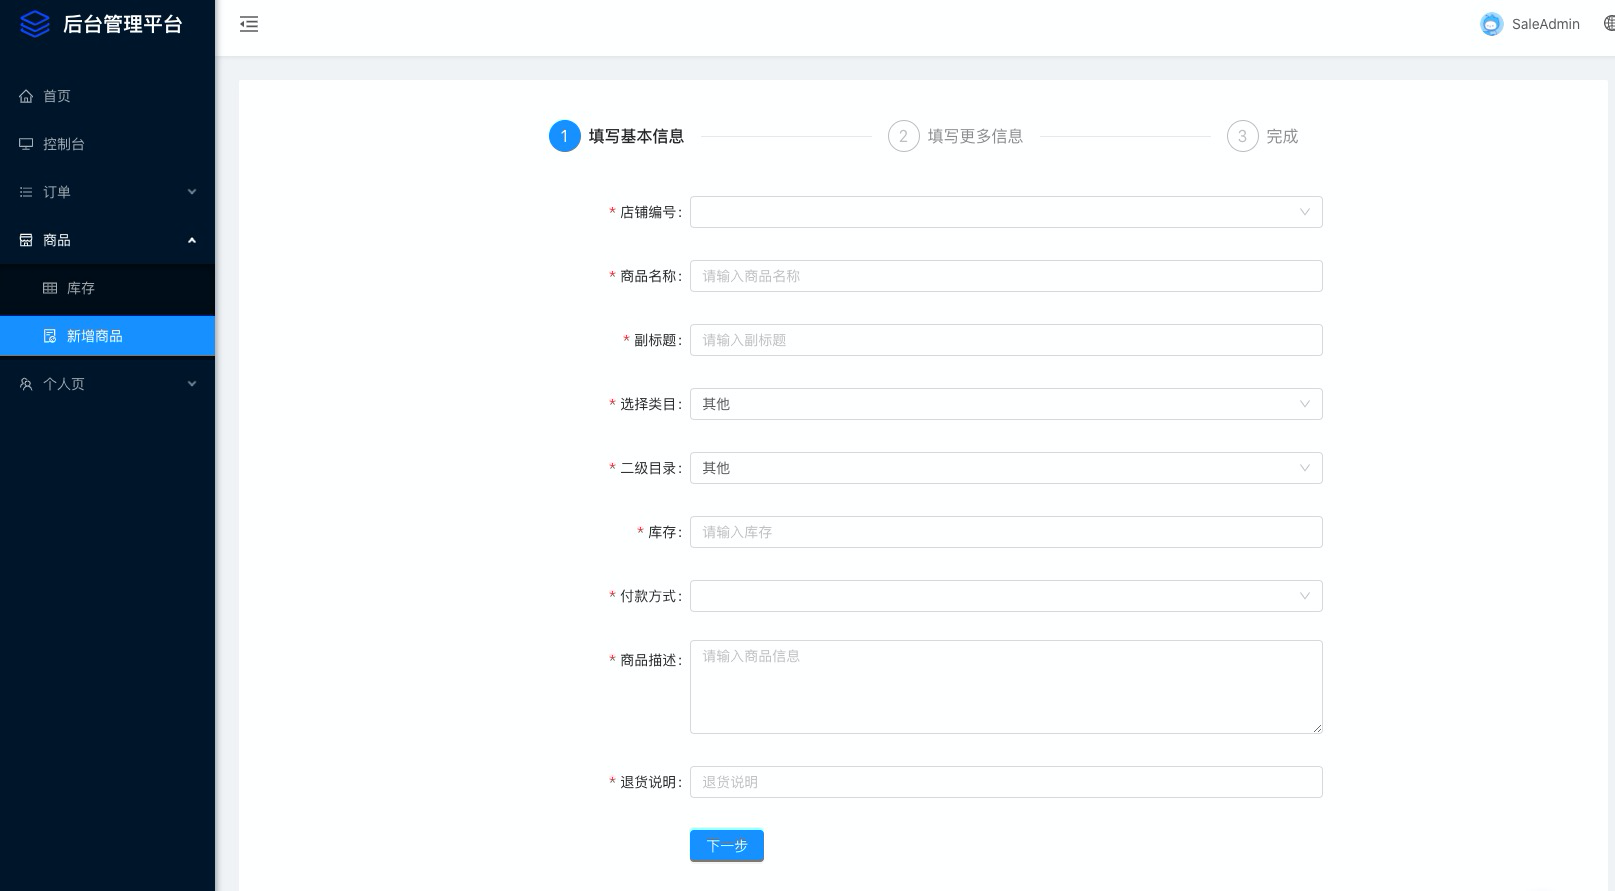 后台管理平台
SaleAdmin
首页
控制台
订单
商品
库存
新增商品
个人页
1 填写基本信息 2 填写更多信息 3 完成
* 店铺编号:
* 商品名称: 请输入商品名称
* 副标题: 请输入副标题
* 选择类目: 其他
* 二级目录: 其他
* 库存: 请输入库存
* 付款方式:
* 商品描述: 请输入商品信息
* 退货说明: 退货说明
下一步